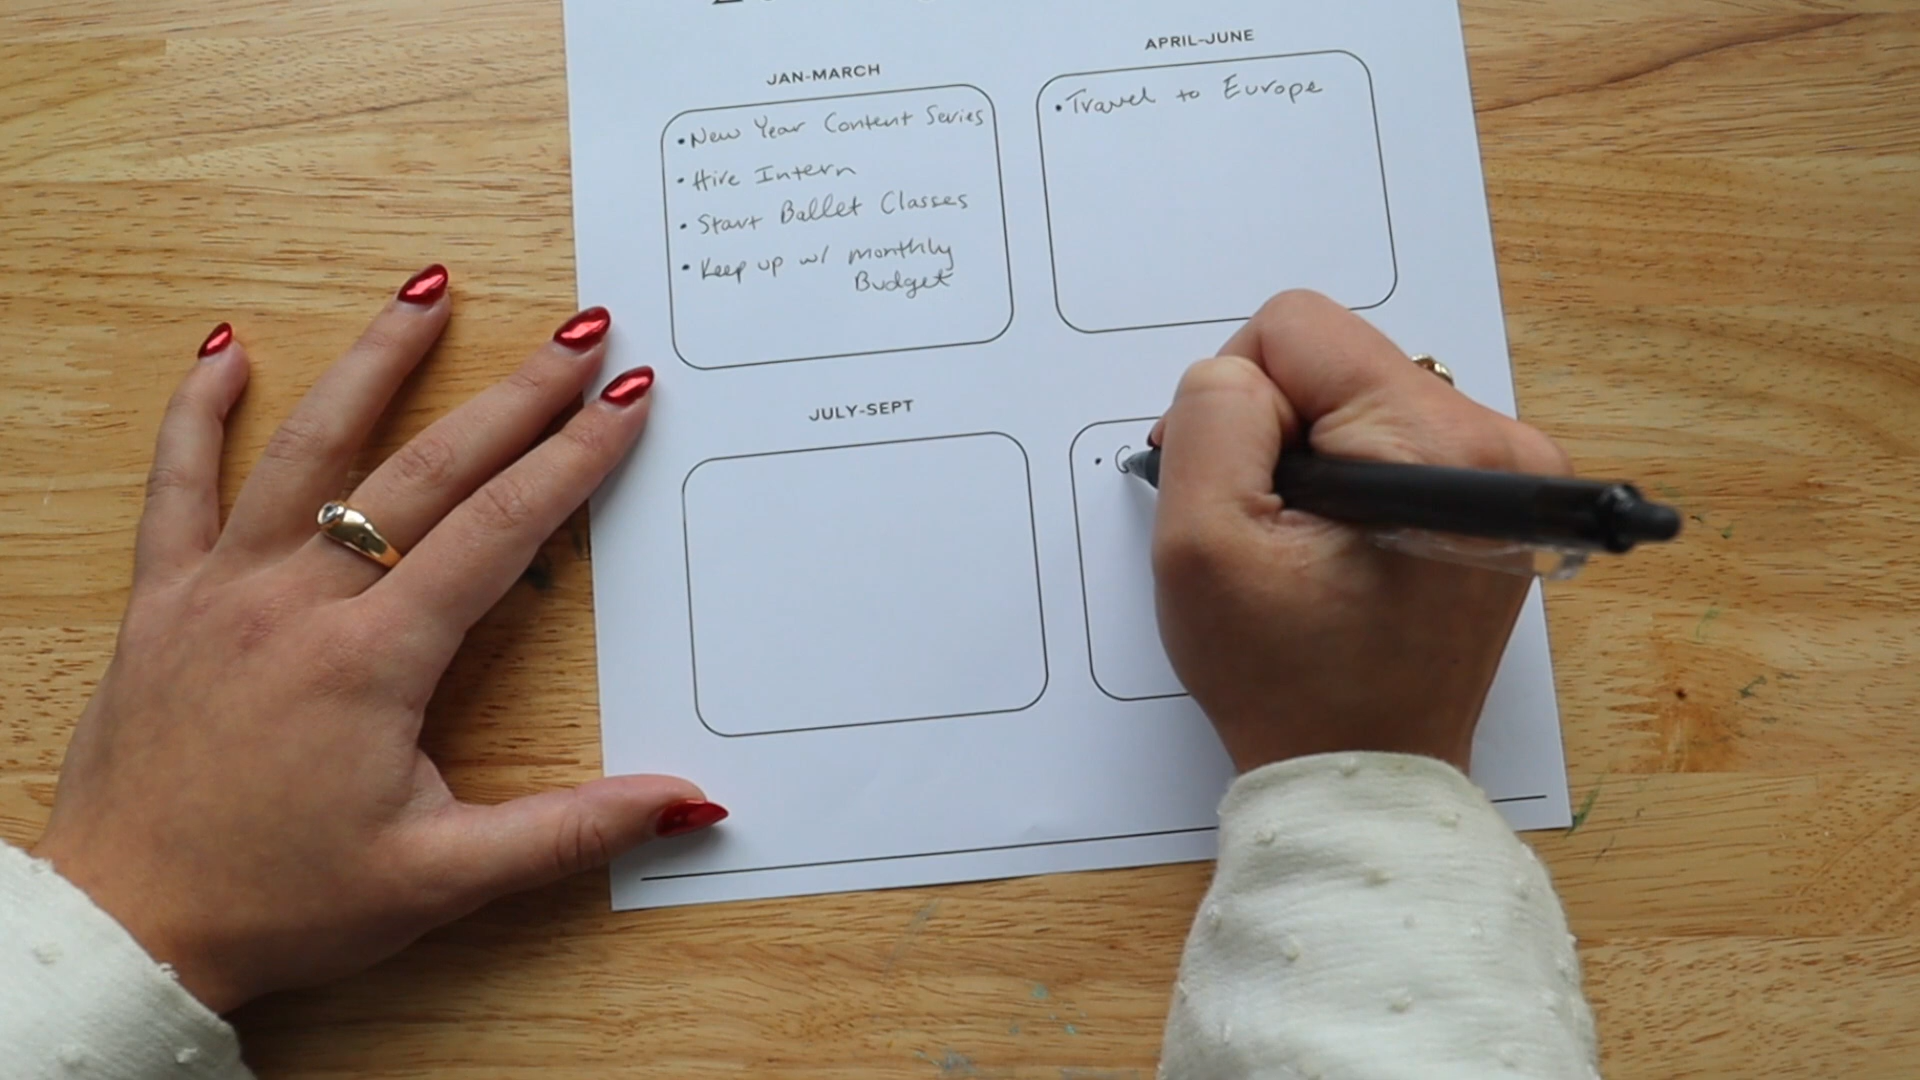 JAN-MARCH
• New Year Content Series
• Hire Intern
• Start Ballet Classes
• Keep up w/ monthly
Budget
APRIL-JUNE
• Travel to Europe
JULY-SEPT